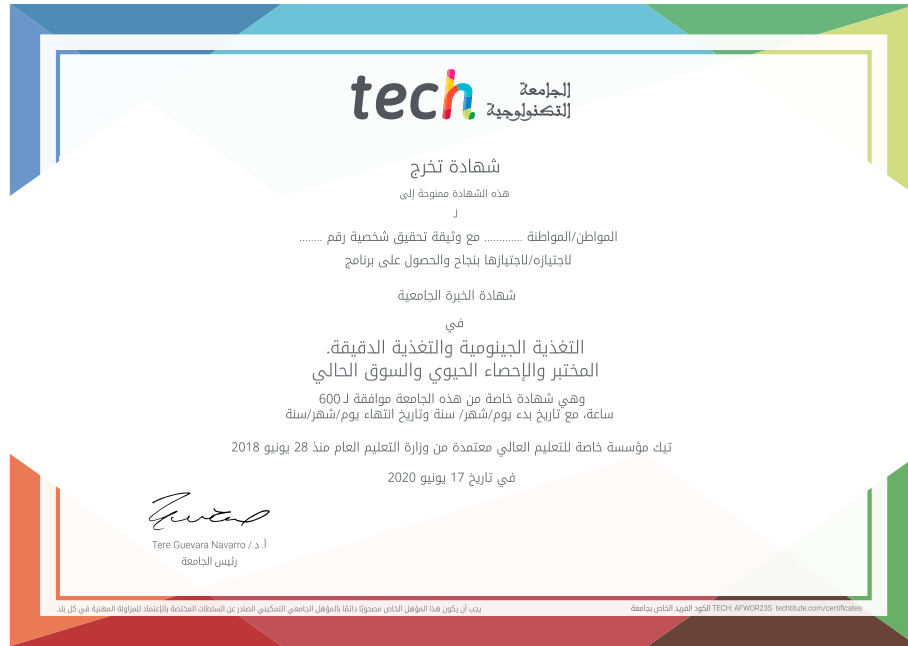 tech الجامعة
التكنولوجية
شهادة تخرج
هذه الشهادة ممنوحة إلى
لـ
المواطن/المواطنة ............. مع وثيقة تحقيق شخصية رقم ........
لاجتيازه/لاجتيازها بنجاح والحصول على برنامج
شهادة الخبرة الجامعية
في
التغذية الجينومية والتغذية الدقيقة.
المختبر والإحصاء الحيوي والسوق الحالي
وهي شهادة خاصة من هذه الجامعة موافقة لـ 600
ساعة، مع تاريخ بدء يوم/شهر/ سنة وتاريخ انتهاء يوم/شهر/سنة
تيك مؤسسة خاصة للتعليم العالي معتمدة من وزارة التعليم العام منذ 28 يونيو 2018
في تاريخ 17 يونيو 2020
أ. د./ Tere Guevara Navarro
رئيس الجامعة
يجب أن يكون هذا المؤهل الخاص مصحوبًا دائمًا بالمؤهل الجامعي التمكيني الصادر عن السلطات المختصة بالإعتماد للمزاولة المهنية في كل بلد.
الكود الفريد الخاص بجامعة TECH: AFWOR23S techtitute.com/certificates